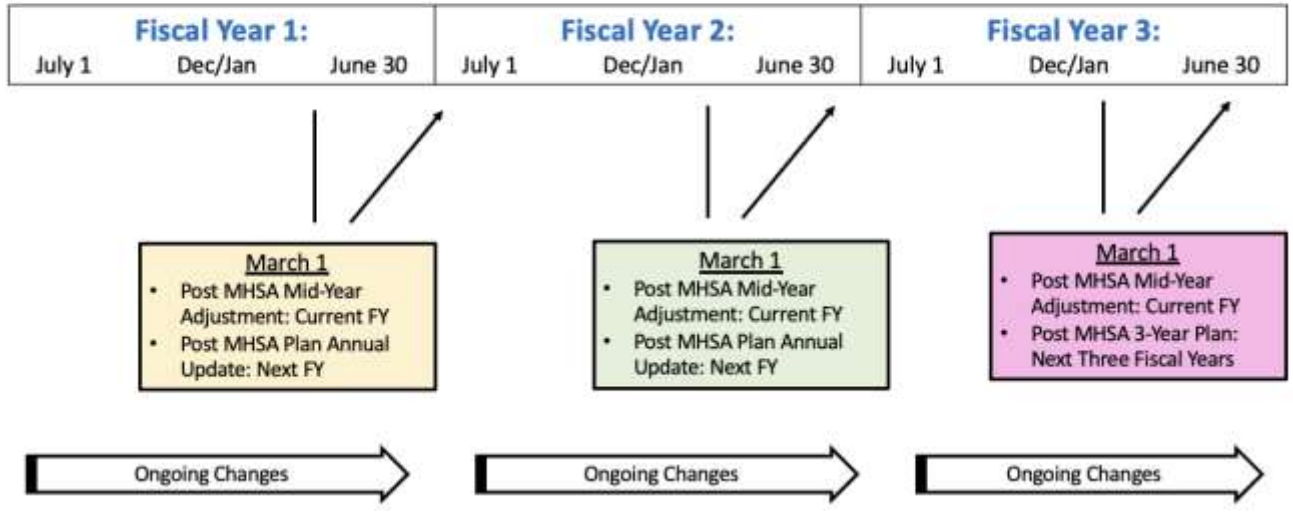 Fiscal Year 1:
July 1 Dec/Jan June 30
Fiscal Year 2:
July 1 Dec/Jan June 30
Fiscal Year 3:
July 1 Dec/Jan June 30
March 1
• Post MHSA Mid-Year
Adjustment: Current FY
• Post MHSA Plan Annual
Update: Next FY
March 1
• Post MHSA Mid-Year
Adjustment: Current FY
• Post MHSA Plan Annual
Update: Next FY
March 1
• Post MHSA Mid-Year
Adjustment: Current FY
• Post MHSA 3-Year Plan:
Next Three Fiscal Years
Ongoing Changes
Ongoing Changes
Ongoing Changes